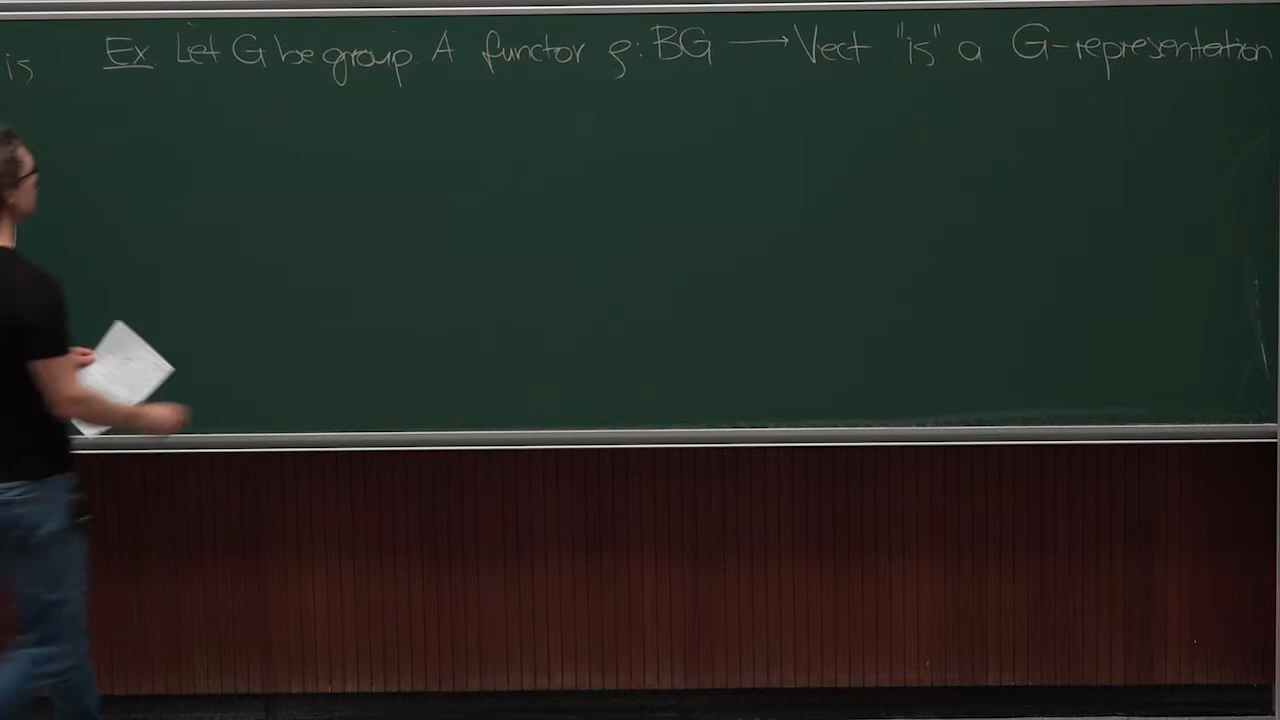 is
Ex Let G be group A functor ρ: BG ⟶ Vect "is" a G-representation